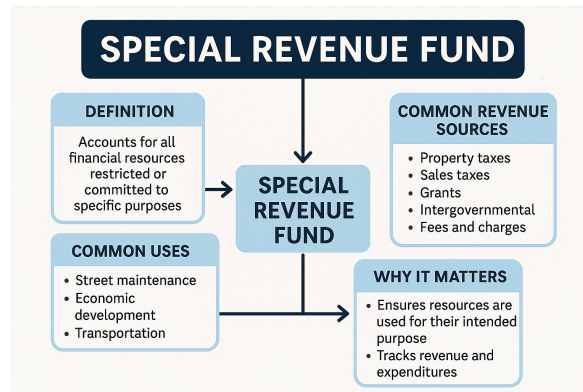 SPECIAL REVENUE FUND
DEFINITION
Accounts for all
financial resources
restricted or
committed to
specific purposes
SPECIAL
REVENUE
FUND
COMMON REVENUE
SOURCES
• Property taxes
• Sales taxes
• Grants
• Intergovernmental
• Fees and charges
COMMON USES
• Street maintenance
• Economic
development
• Transportation
WHY IT MATTERS
• Ensures resources are
used for their intended
purpose
• Tracks revenue and
expenditures